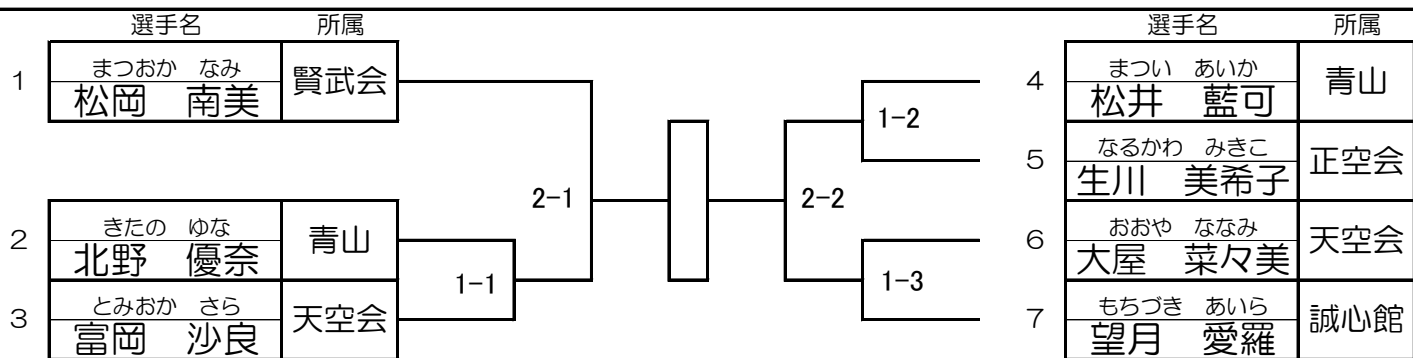 選手名 所属
1 まつおか なみ
松岡 南美 賢武会
2 きたの ゆな
北野 優奈 青山
3 とみおか さら
富岡 沙良 天空会
1-1
2-1
2-2
1-2
1-3
選手名 所属
4 まつい あいか
松井 藍可 青山
5 なるかわ みきこ
生川 美希子 正空会
6 おおや ななみ
大屋 菜々美 天空会
7 もちづき あいら
望月 愛羅 誠心館